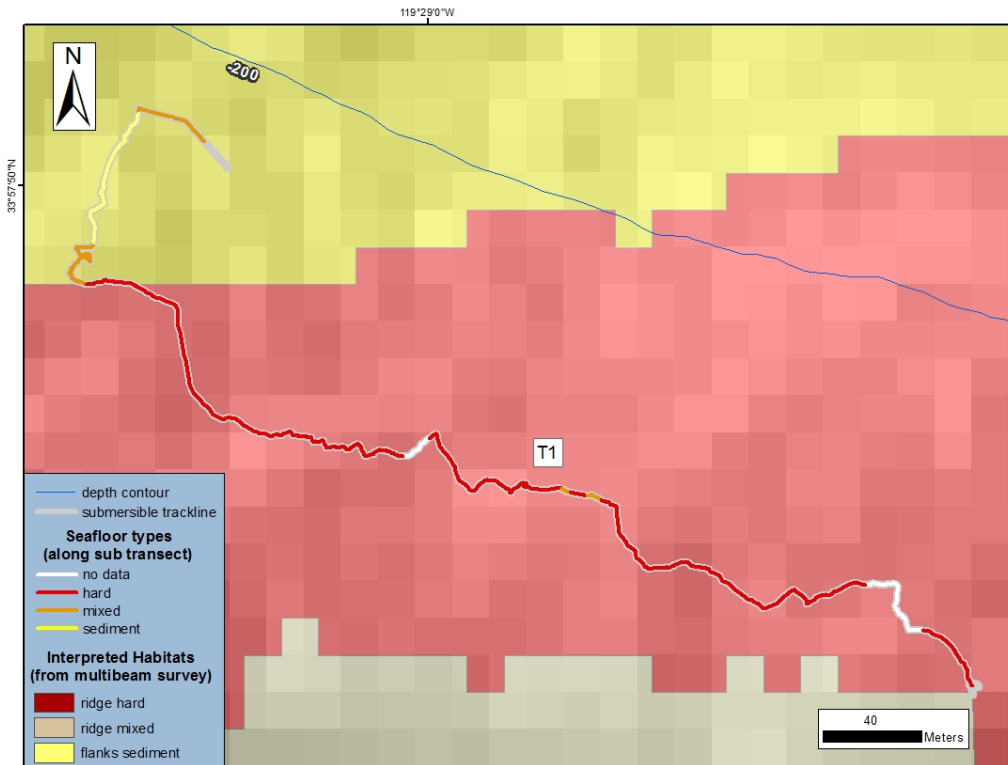 119°29'0"W
N
-200
33°57'50"N
T1
depth contour
submersible trackline
Seafloor types
(along sub transect)
no data
hard
mixed
sediment
Interpreted Habitats
(from multibeam survey)
ridge hard
ridge mixed
flanks sediment
40
Meters